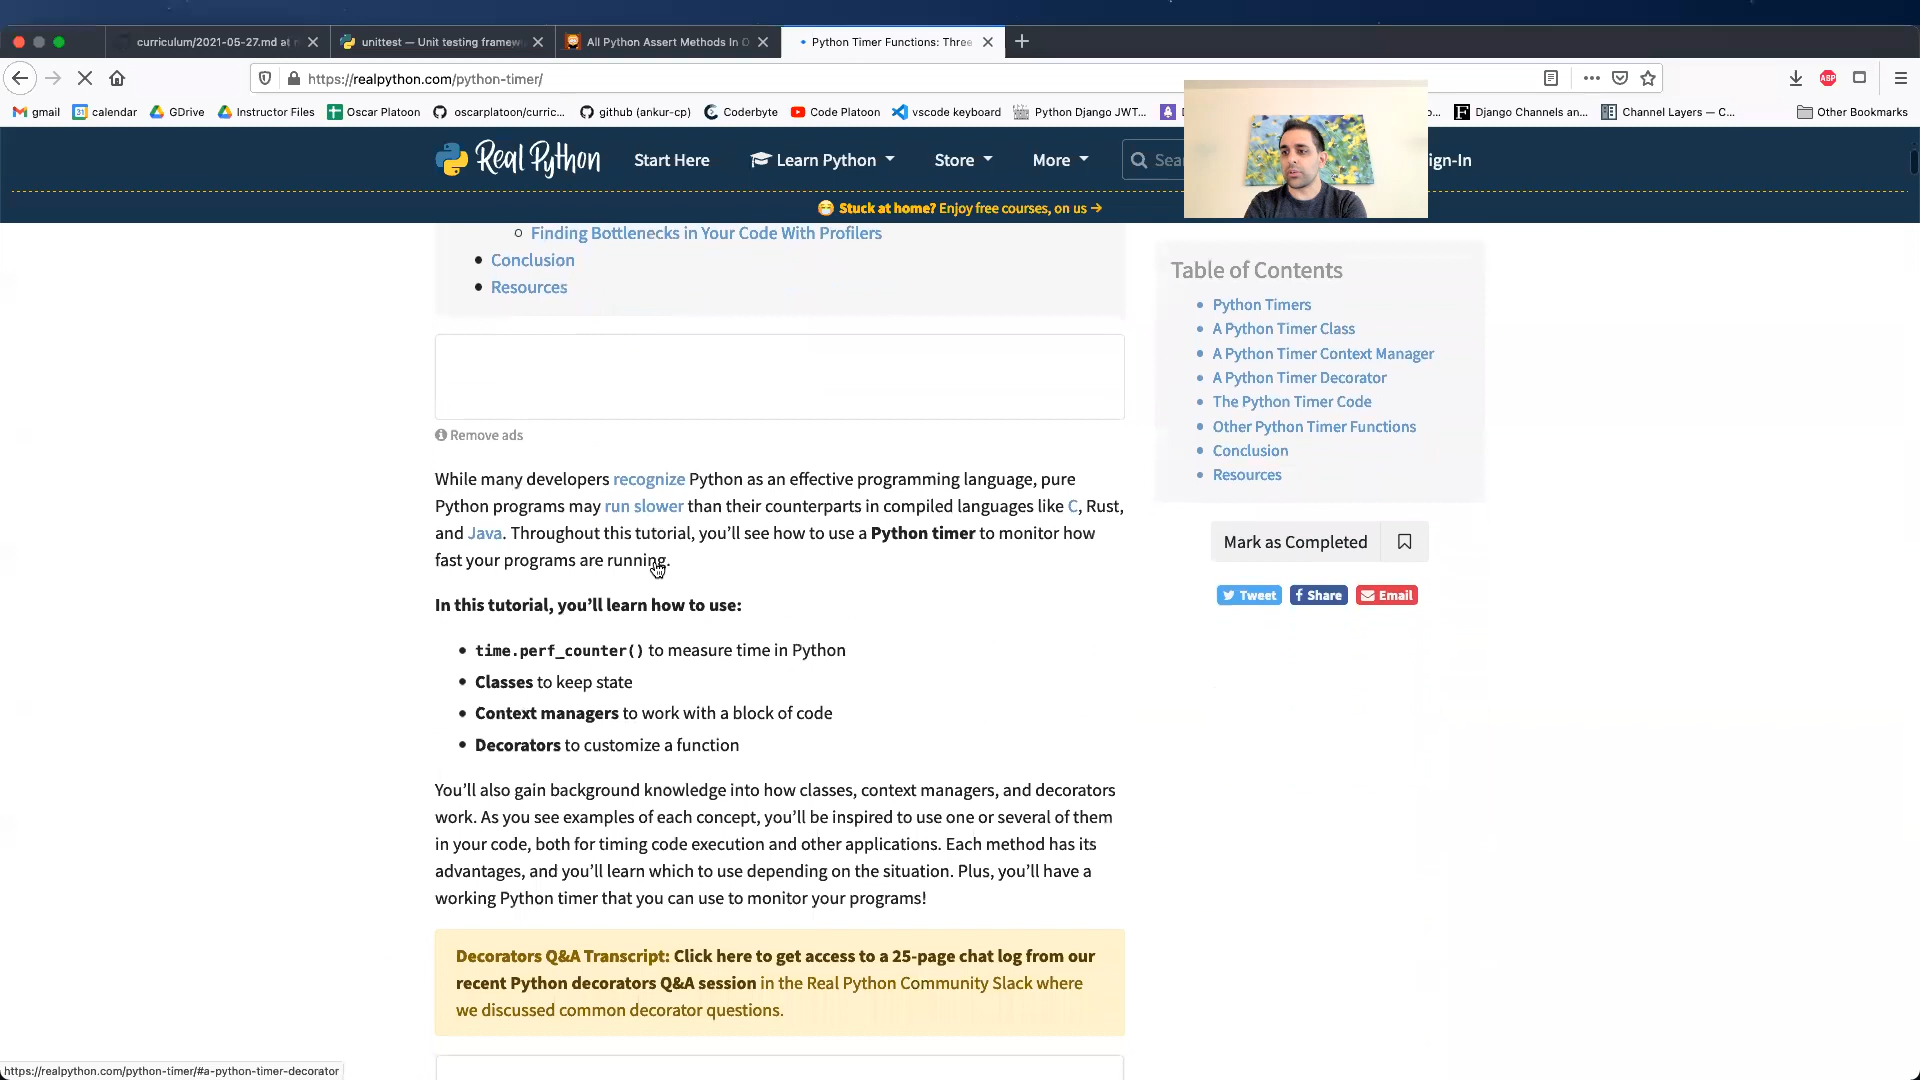 curriculum/2021-05-27.md at
unittest — Unit testing framew
All Python Assert Methods In O
Python Timer Functions: Three
https://realpython.com/python-timer/
ABP
gmail
calendar
GDrive
Instructor Files
Oscar Platoon
oscarplatoon/curric...
github (ankur-cp)
Coderbyte
Code Platoon
vscode keyboard
Python Django JWT...
Django Channels an...
Channel Layers — C...
Other Bookmarks
Real Python
Start Here
Learn Python
Store
More
Sea
ign-In
Stuck at home? Enjoy free courses, on us →
Finding Bottlenecks in Your Code With Profilers
Conclusion
Resources
Remove ads
While many developers recognize Python as an effective programming language, pure
Python programs may run slower than their counterparts in compiled languages like C, Rust,
and Java. Throughout this tutorial, you’ll see how to use a Python timer to monitor how
fast your programs are running.
In this tutorial, you’ll learn how to use:
time.perf_counter() to measure time in Python
Classes to keep state
Context managers to work with a block of code
Decorators to customize a function
You’ll also gain background knowledge into how classes, context managers, and decorators
work. As you see examples of each concept, you’ll be inspired to use one or several of them
in your code, both for timing code execution and other applications. Each method has its
advantages, and you’ll learn which to use depending on the situation. Plus, you’ll have a
working Python timer that you can use to monitor your programs!
Decorators Q&A Transcript: Click here to get access to a 25-page chat log from our
recent Python decorators Q&A session in the Real Python Community Slack where
we discussed common decorator questions.
Table of Contents
Python Timers
A Python Timer Class
A Python Timer Context Manager
A Python Timer Decorator
The Python Timer Code
Other Python Timer Functions
Conclusion
Resources
Mark as Completed
Tweet
Share
Email
https://realpython.com/python-timer/#a-python-timer-decorator